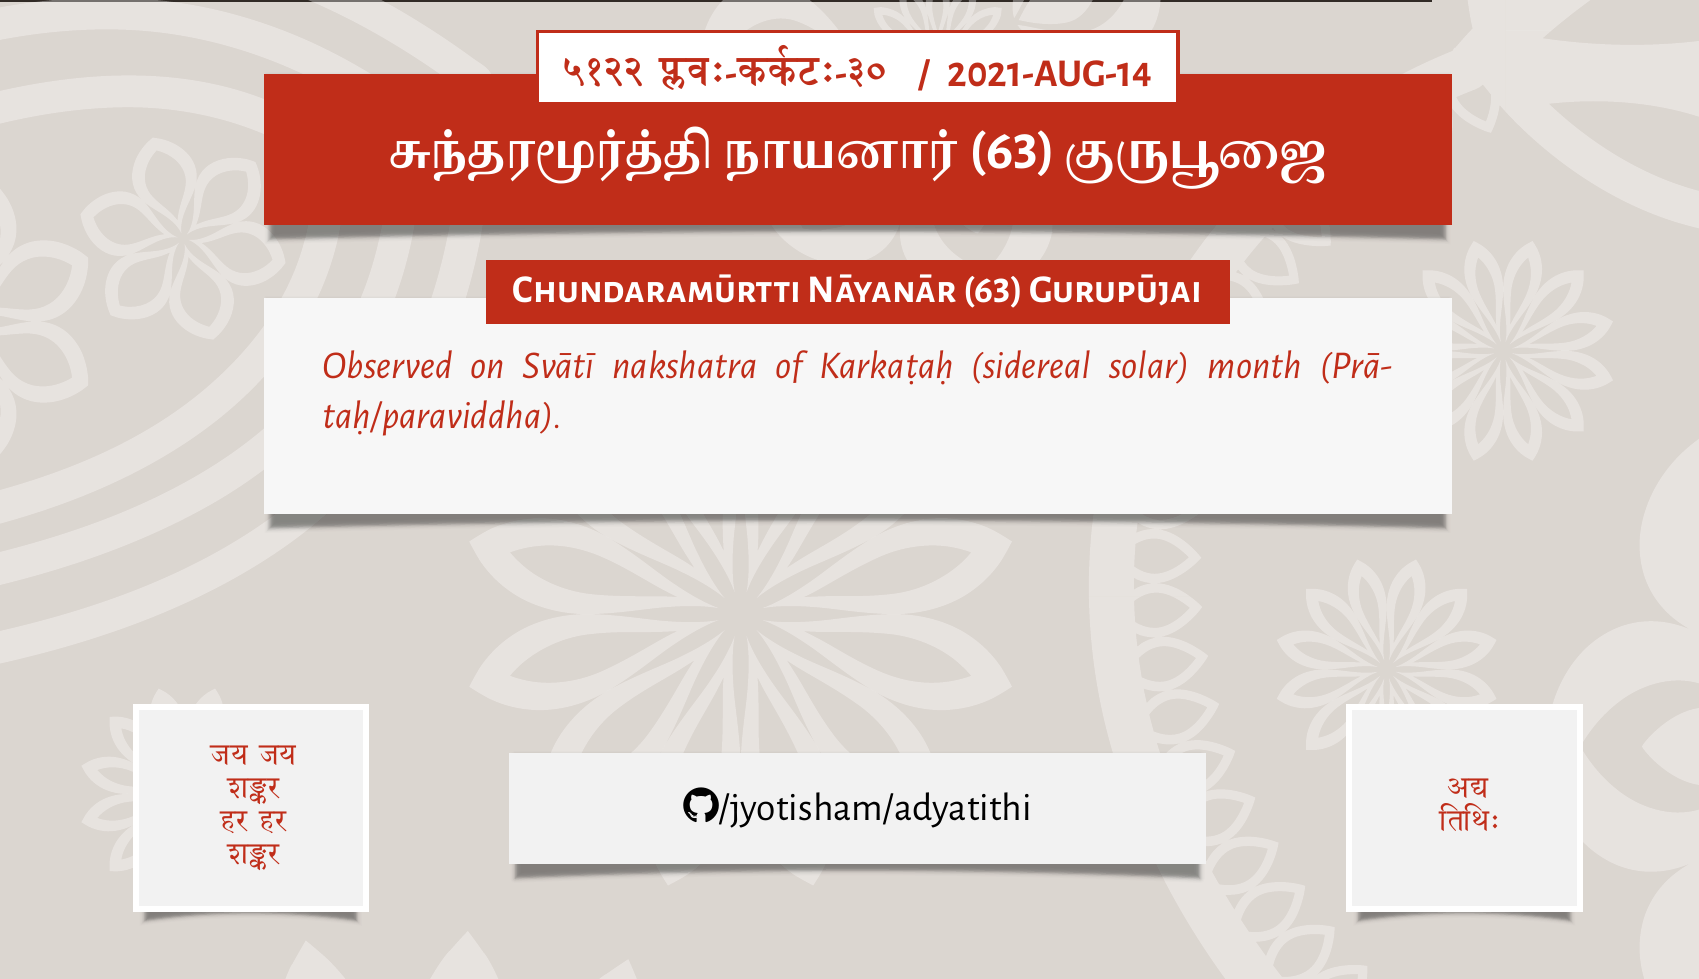 ५१२२ प्लवः-कर्कटः-३० / 2021-AUG-14
சுந்தரமூர்த்தி நாயனார் (63) குருபூஜை
Chundaramūrtti Nāyanār (63) Gurupūjai
Observed on Svātī nakshatra of Karkaṭaḥ (sidereal solar) month (Prā-
taḥ/paraviddha).
जय जय
शङ्कर
हर हर
शङ्कर
/jyotisham/adyatithi
अद्य
तिथिः